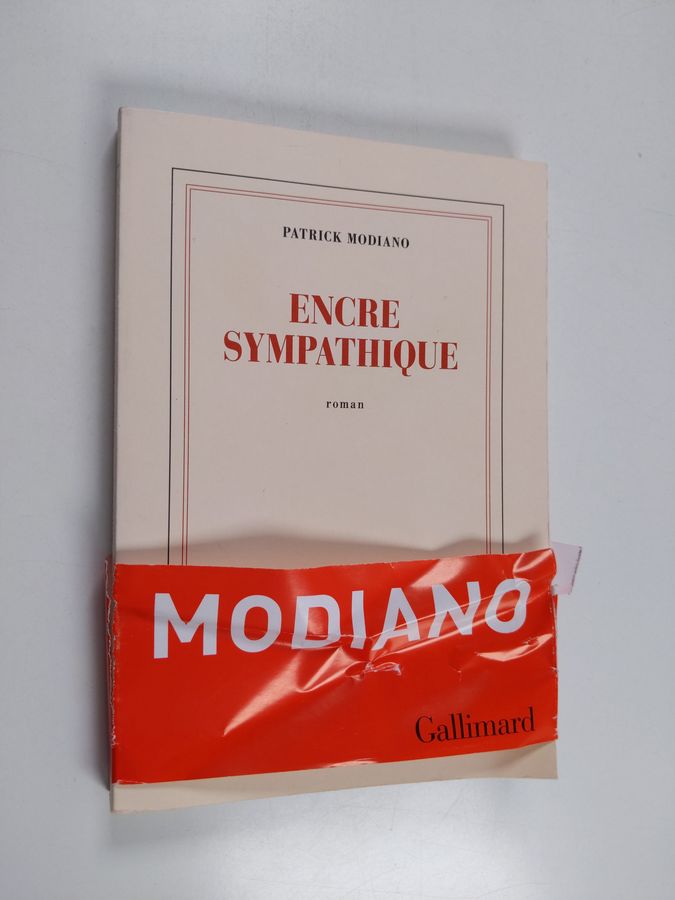 PATRICK MODIANO
ENCRE
SYMPATHIQUE
roman
MODIANO
Gallimard